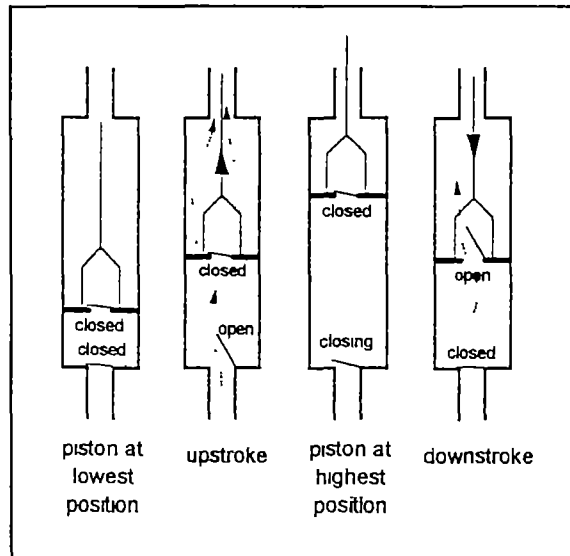 closed
closed
closed
open
closed
closing
open
closed
piston at
lowest
position
upstroke
piston at
highest
position
downstroke